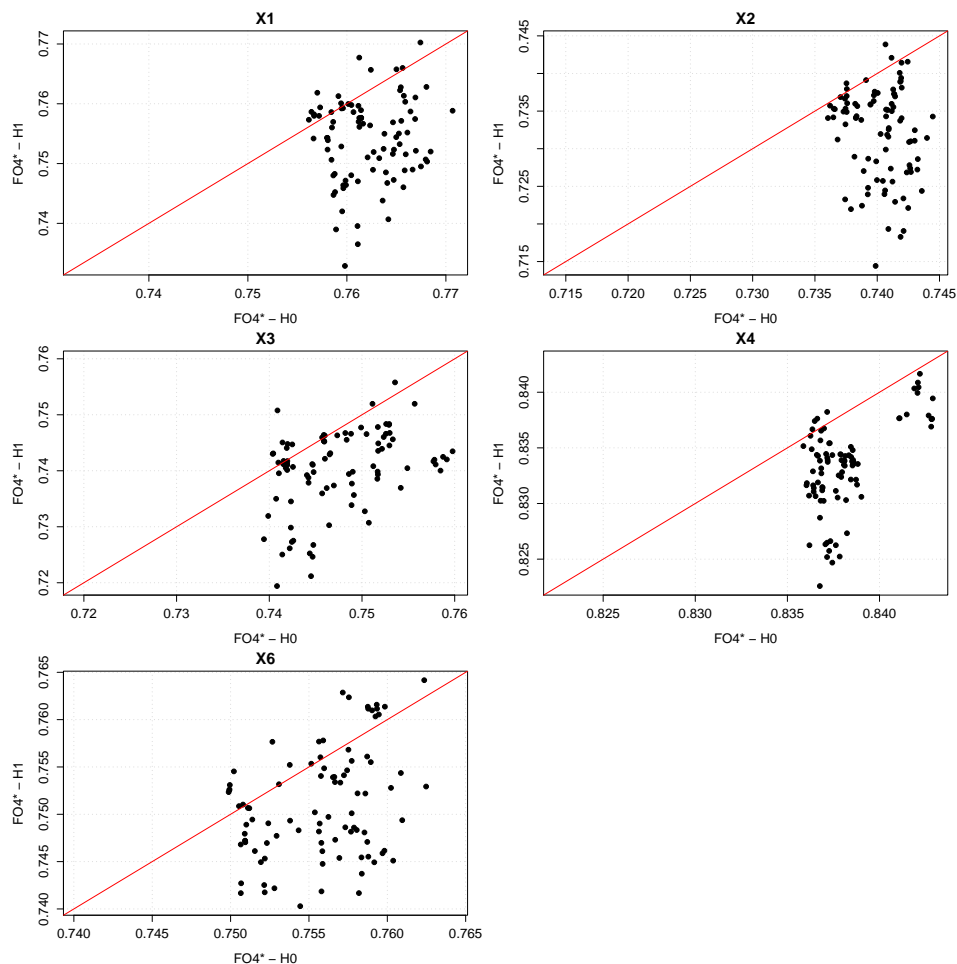 X1
0.77
0.76
0.75
0.74
FO4* – H1
0.74 0.75 0.76 0.77
FO4* – H0
X2
0.745
0.735
0.725
0.715
FO4* – H1
0.715 0.720 0.725 0.730 0.735 0.740 0.745
FO4* – H0
X3
0.76
0.75
0.74
0.73
0.72
FO4* – H1
0.72 0.73 0.74 0.75 0.76
FO4* – H0
X4
0.840
0.835
0.830
0.825
FO4* – H1
0.825 0.830 0.835 0.840
FO4* – H0
X6
0.765
0.760
0.755
0.750
0.745
0.740
FO4* – H1
0.740 0.745 0.750 0.755 0.760 0.765
FO4* – H0